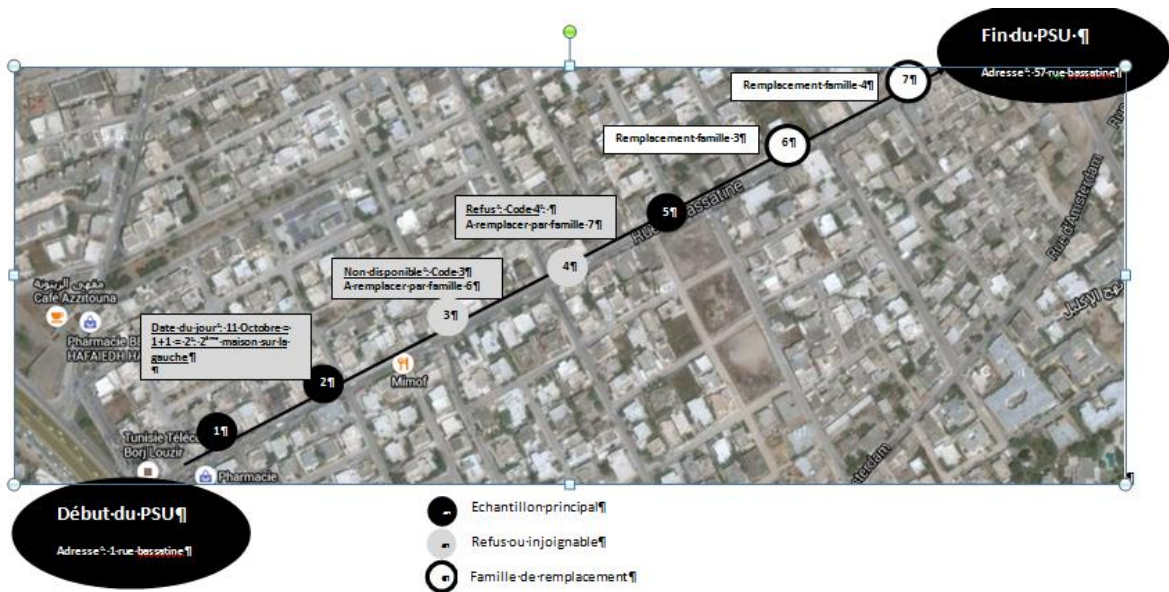 Fin·du·PSU·¶
Adresse°:·57·rue·bassatine¶
7¶
Remplacement·famille·4¶
Remplacement·famille·3¶
6¶
Refus°:·Code·4°:·¶
A·remplacer·par·famille·7¶
5¶
Rue d'Amsterdam
4¶
Non·disponible°:·Code·3¶
A·remplacer·par·famille·6¶
3¶
مقهى الزيتونة
Café Azzitouna
Pharmacie
HAFAIEDH
Date·du·jour°:·11·Octobre·=·
1+1·=·2°:·2ème·maison·sur·la·
gauche¶
¶
2¶
Mimof
1¶
Borj Louzir
Pharmacie
¶
Début·du·PSU¶
Adresse°:·1·rue·bassatine¶
Echantillon·principal¶
Refus·ou·injoignable¶
Famille·de·remplacement¶